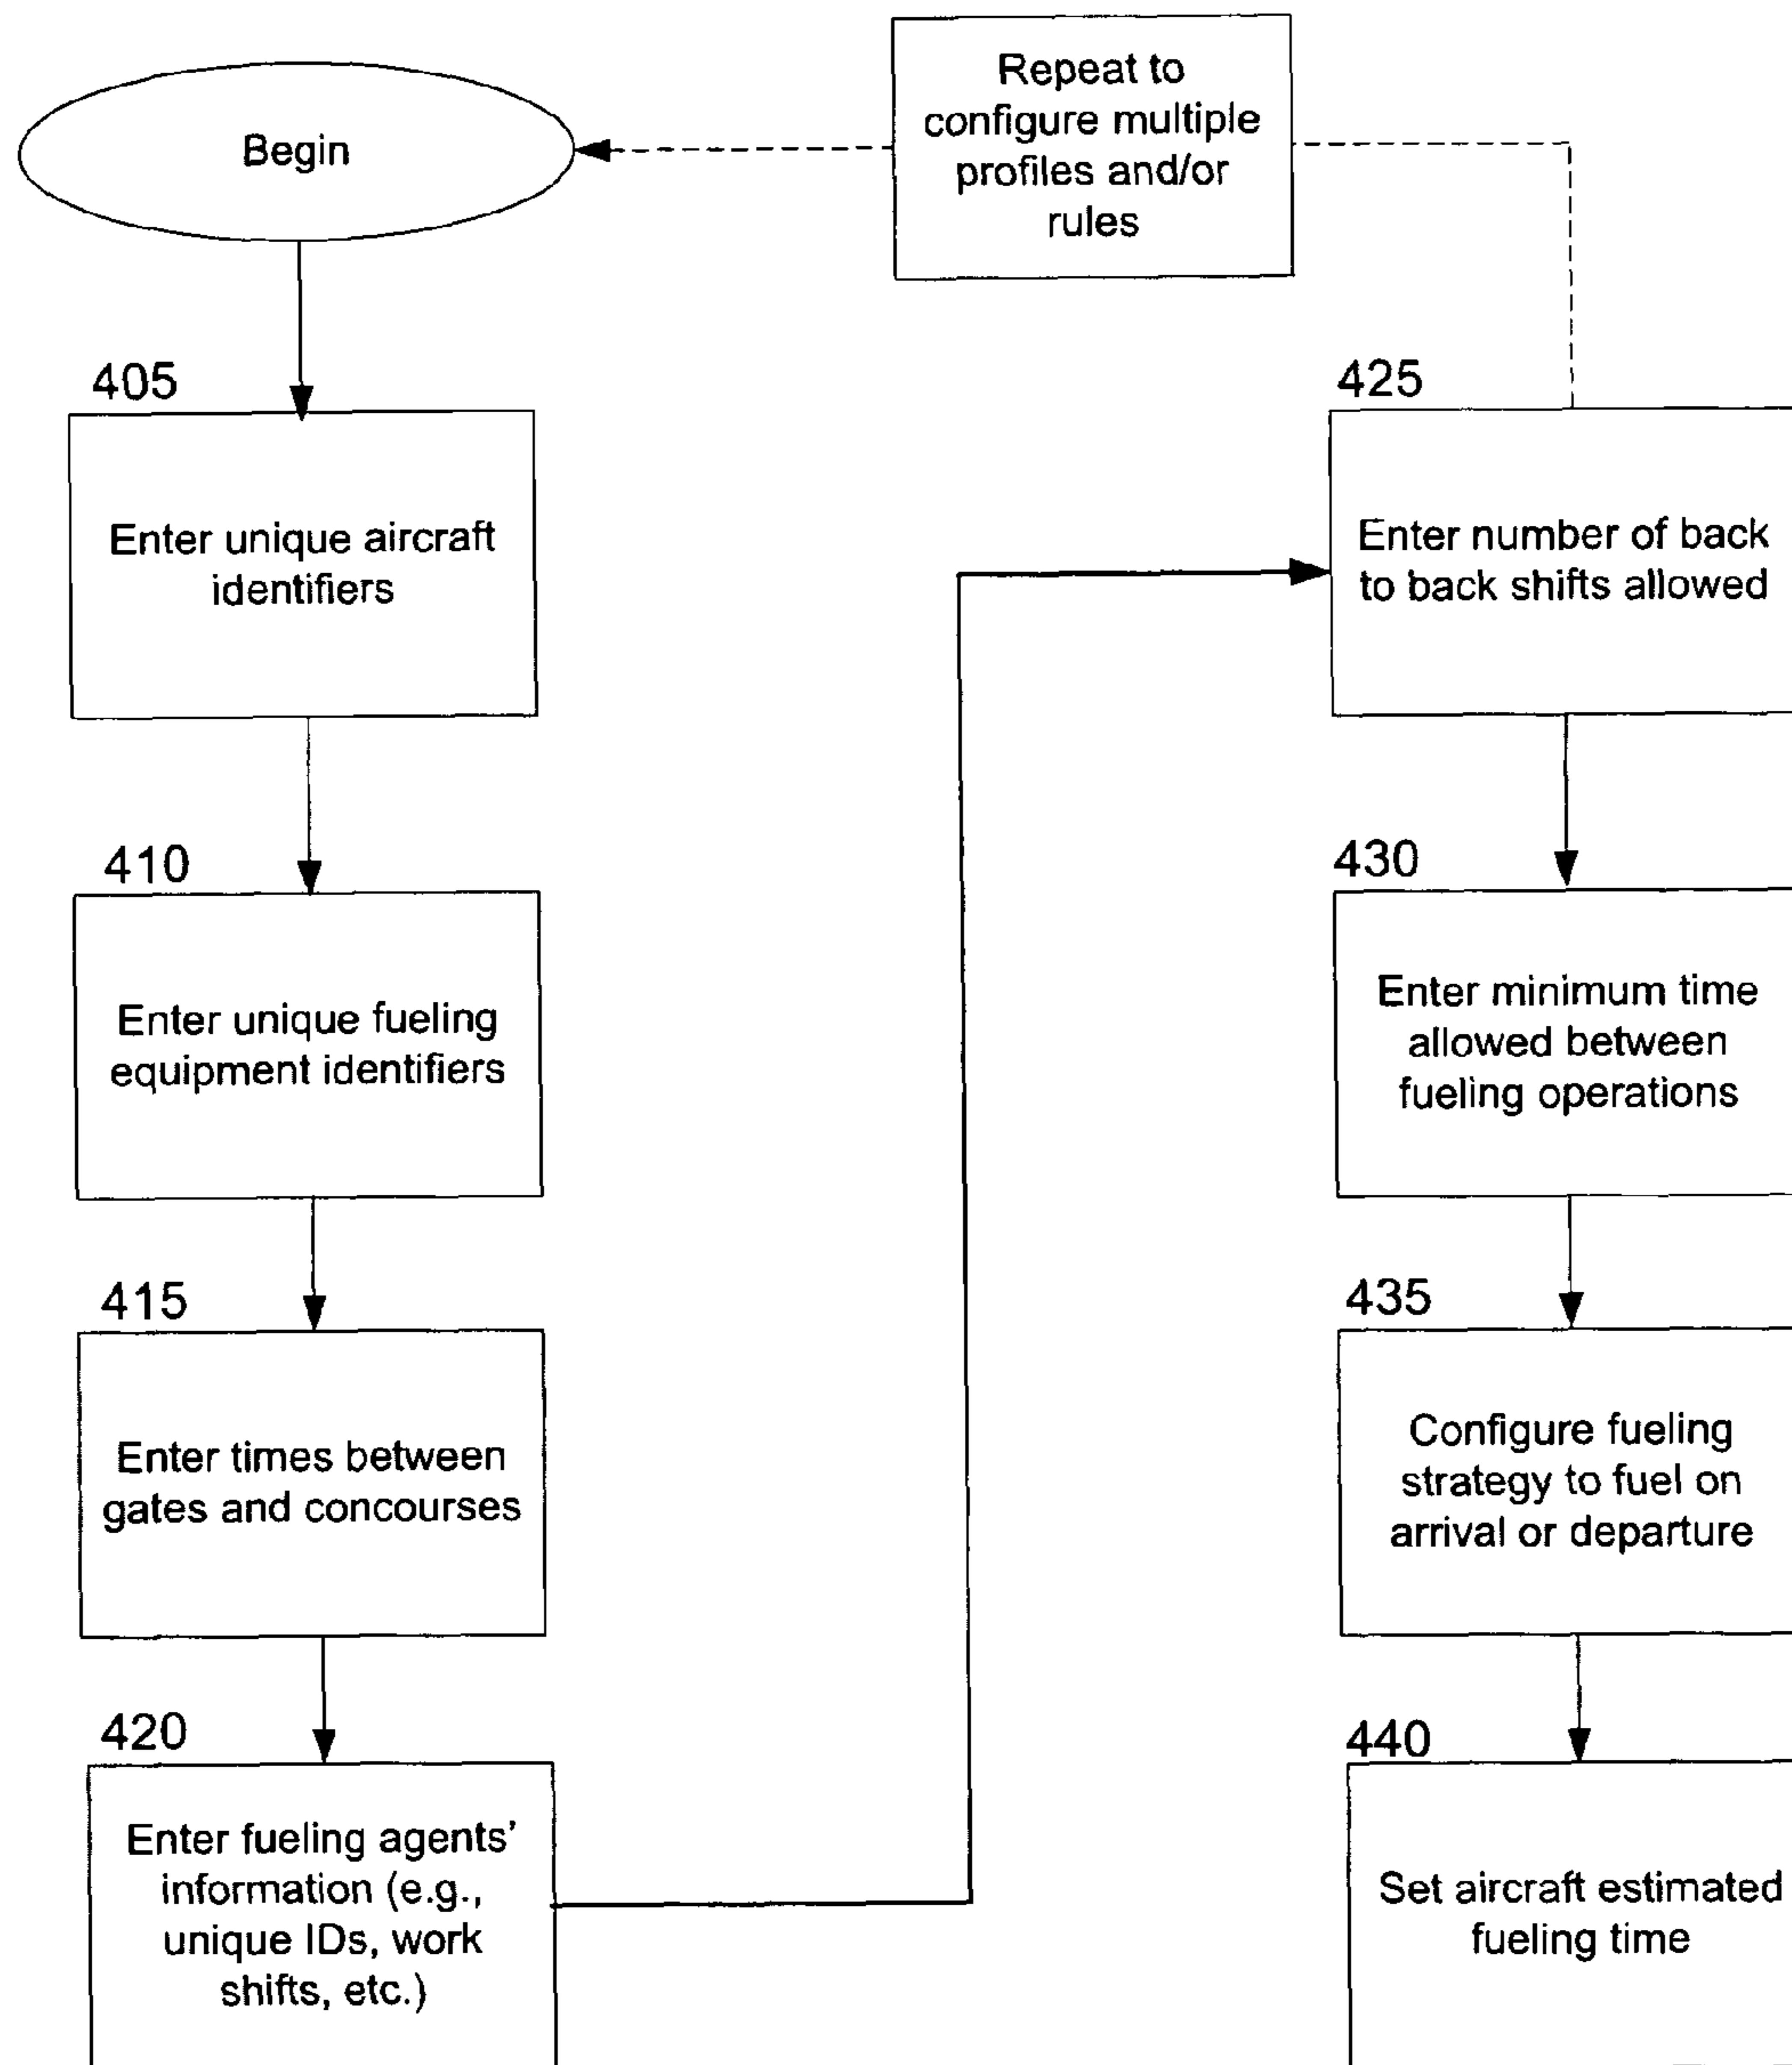 Begin
Repeat to
configure multiple
profiles and/or
rules
405
Enter unique aircraft
identifiers
410
Enter unique fueling
equipment identifiers
415
Enter times between
gates and concourses
420
Enter fueling agents’
information (e.g.,
unique IDs, work
shifts, etc.)
425
Enter number of back
to back shifts allowed
430
Enter minimum time
allowed between
fueling operations
435
Configure fueling
strategy to fuel on
arrival or departure
440
Set aircraft estimated
fueling time